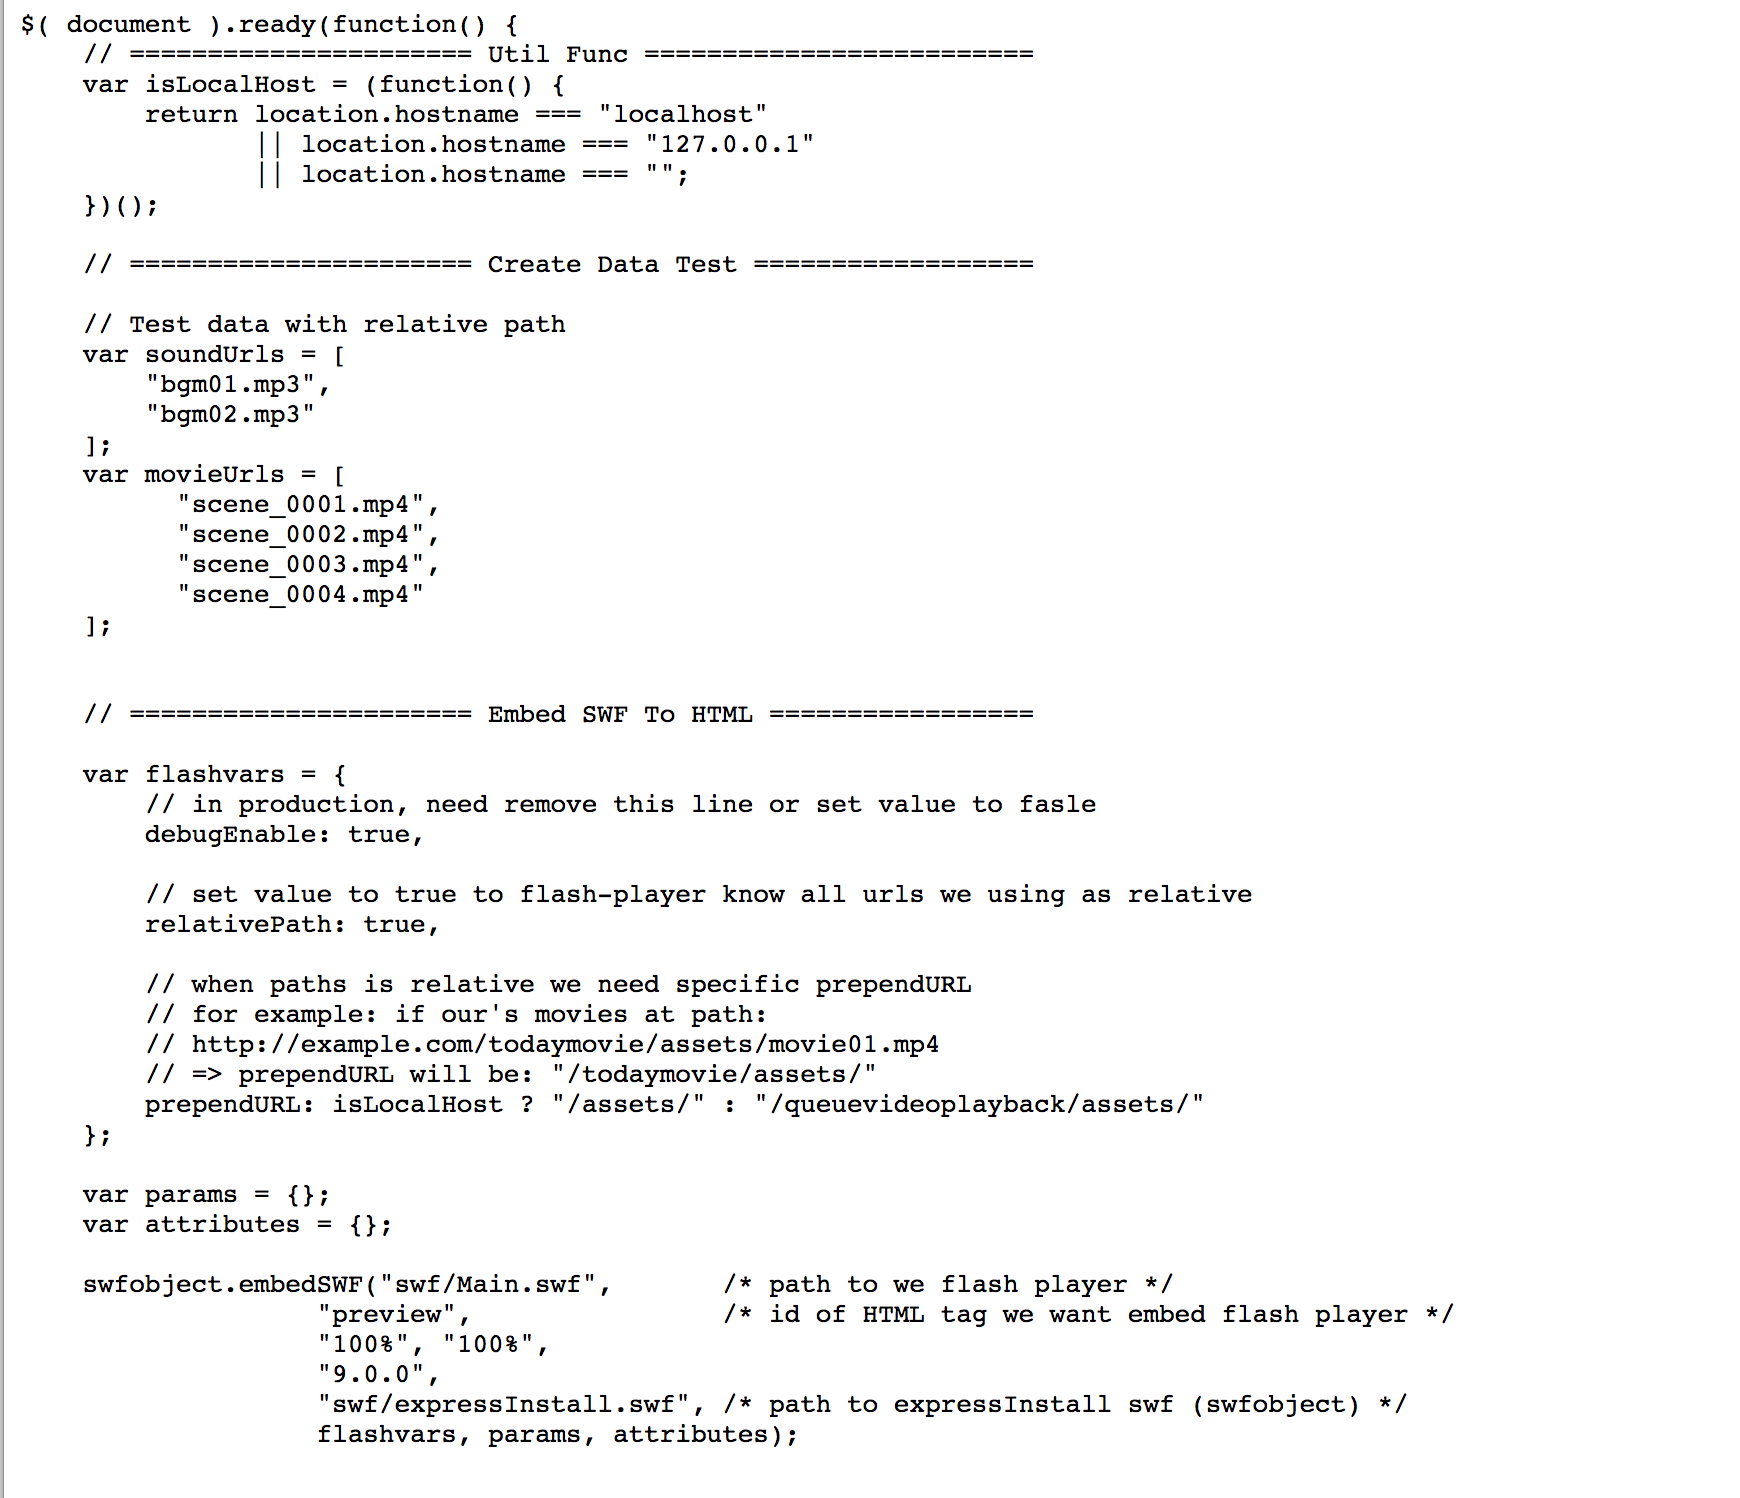 $( document ).ready(function() {
    // ====================== Util Func =========================
    var isLocalHost = (function() {
        return location.hostname === "localhost"
               || location.hostname === "127.0.0.1"
               || location.hostname === "";
    })();

    // ====================== Create Data Test ==================

    // Test data with relative path
    var soundUrls = [
        "bgm01.mp3",
        "bgm02.mp3"
    ];
    var movieUrls = [
          "scene_0001.mp4",
          "scene_0002.mp4",
          "scene_0003.mp4",
          "scene_0004.mp4"
    ];


    // ====================== Embed SWF To HTML =================

    var flashvars = {
        // in production, need remove this line or set value to fasle
        debugEnable: true,

        // set value to true to flash-player know all urls we using as relative
        relativePath: true,

        // when paths is relative we need specific prependURL
        // for example: if our's movies at path:
        // http://example.com/todaymovie/assets/movie01.mp4
        // => prependURL will be: "/todaymovie/assets/"
        prependURL: isLocalHost ? "/assets/" : "/queuevideoplayback/assets/"
    };

    var params = {};
    var attributes = {};

    swfobject.embedSWF("swf/Main.swf",       /* path to we flash player */
                   "preview",                /* id of HTML tag we want embed flash player */
                   "100%", "100%",
                   "9.0.0",
                   "swf/expressInstall.swf", /* path to expressInstall swf (swfobject) */
                   flashvars, params, attributes);